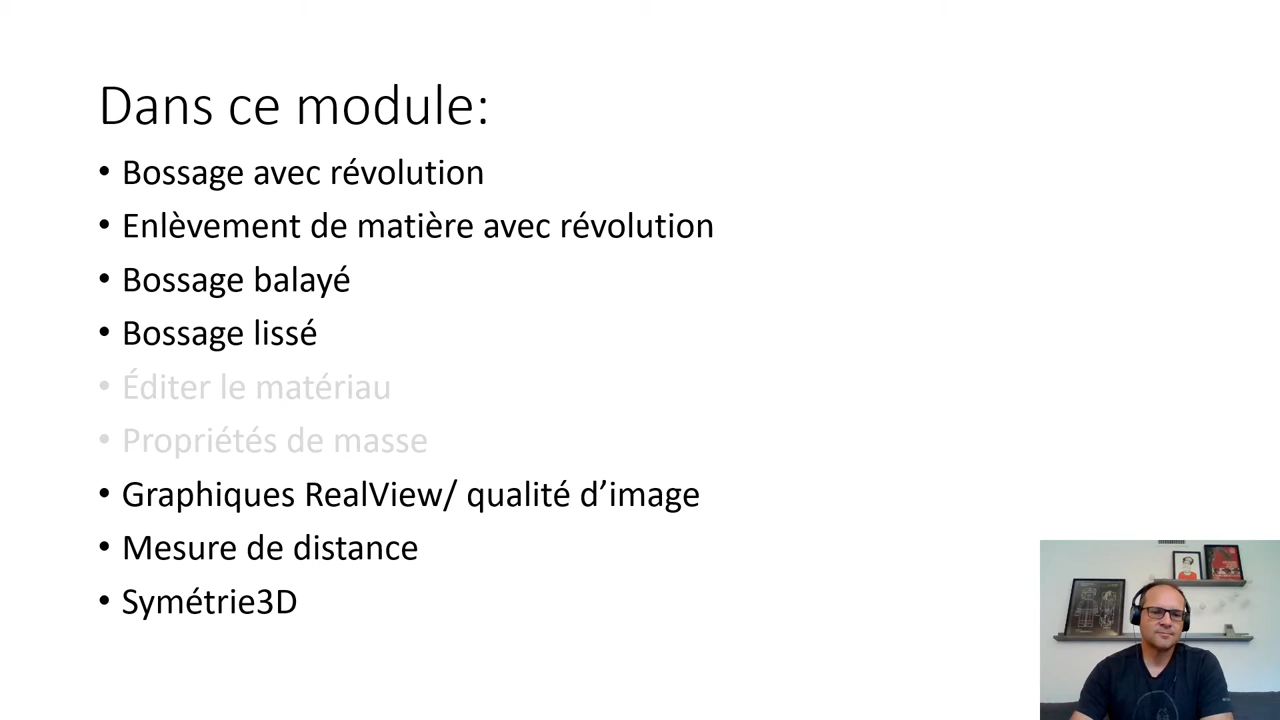 Dans ce module:
• Bossage avec révolution
• Enlèvement de matière avec révolution
• Bossage balayé
• Bossage lissé
• Éditer le matériau
• Propriétés de masse
• Graphiques RealView/ qualité d’image
• Mesure de distance
• Symétrie3D